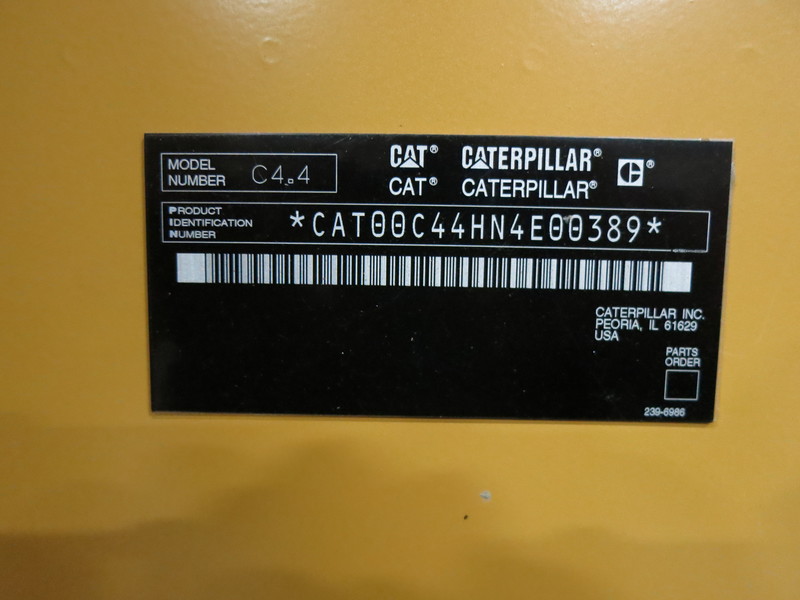 MODEL NUMBER C4.4
CAT® CATERPILLAR® ®
CAT® CATERPILLAR®
PRODUCT IDENTIFICATION NUMBER *CAT00C44HN4E00389*
CATERPILLAR INC.
PEORIA, IL 61629
USA
PARTS
ORDER
239-6986